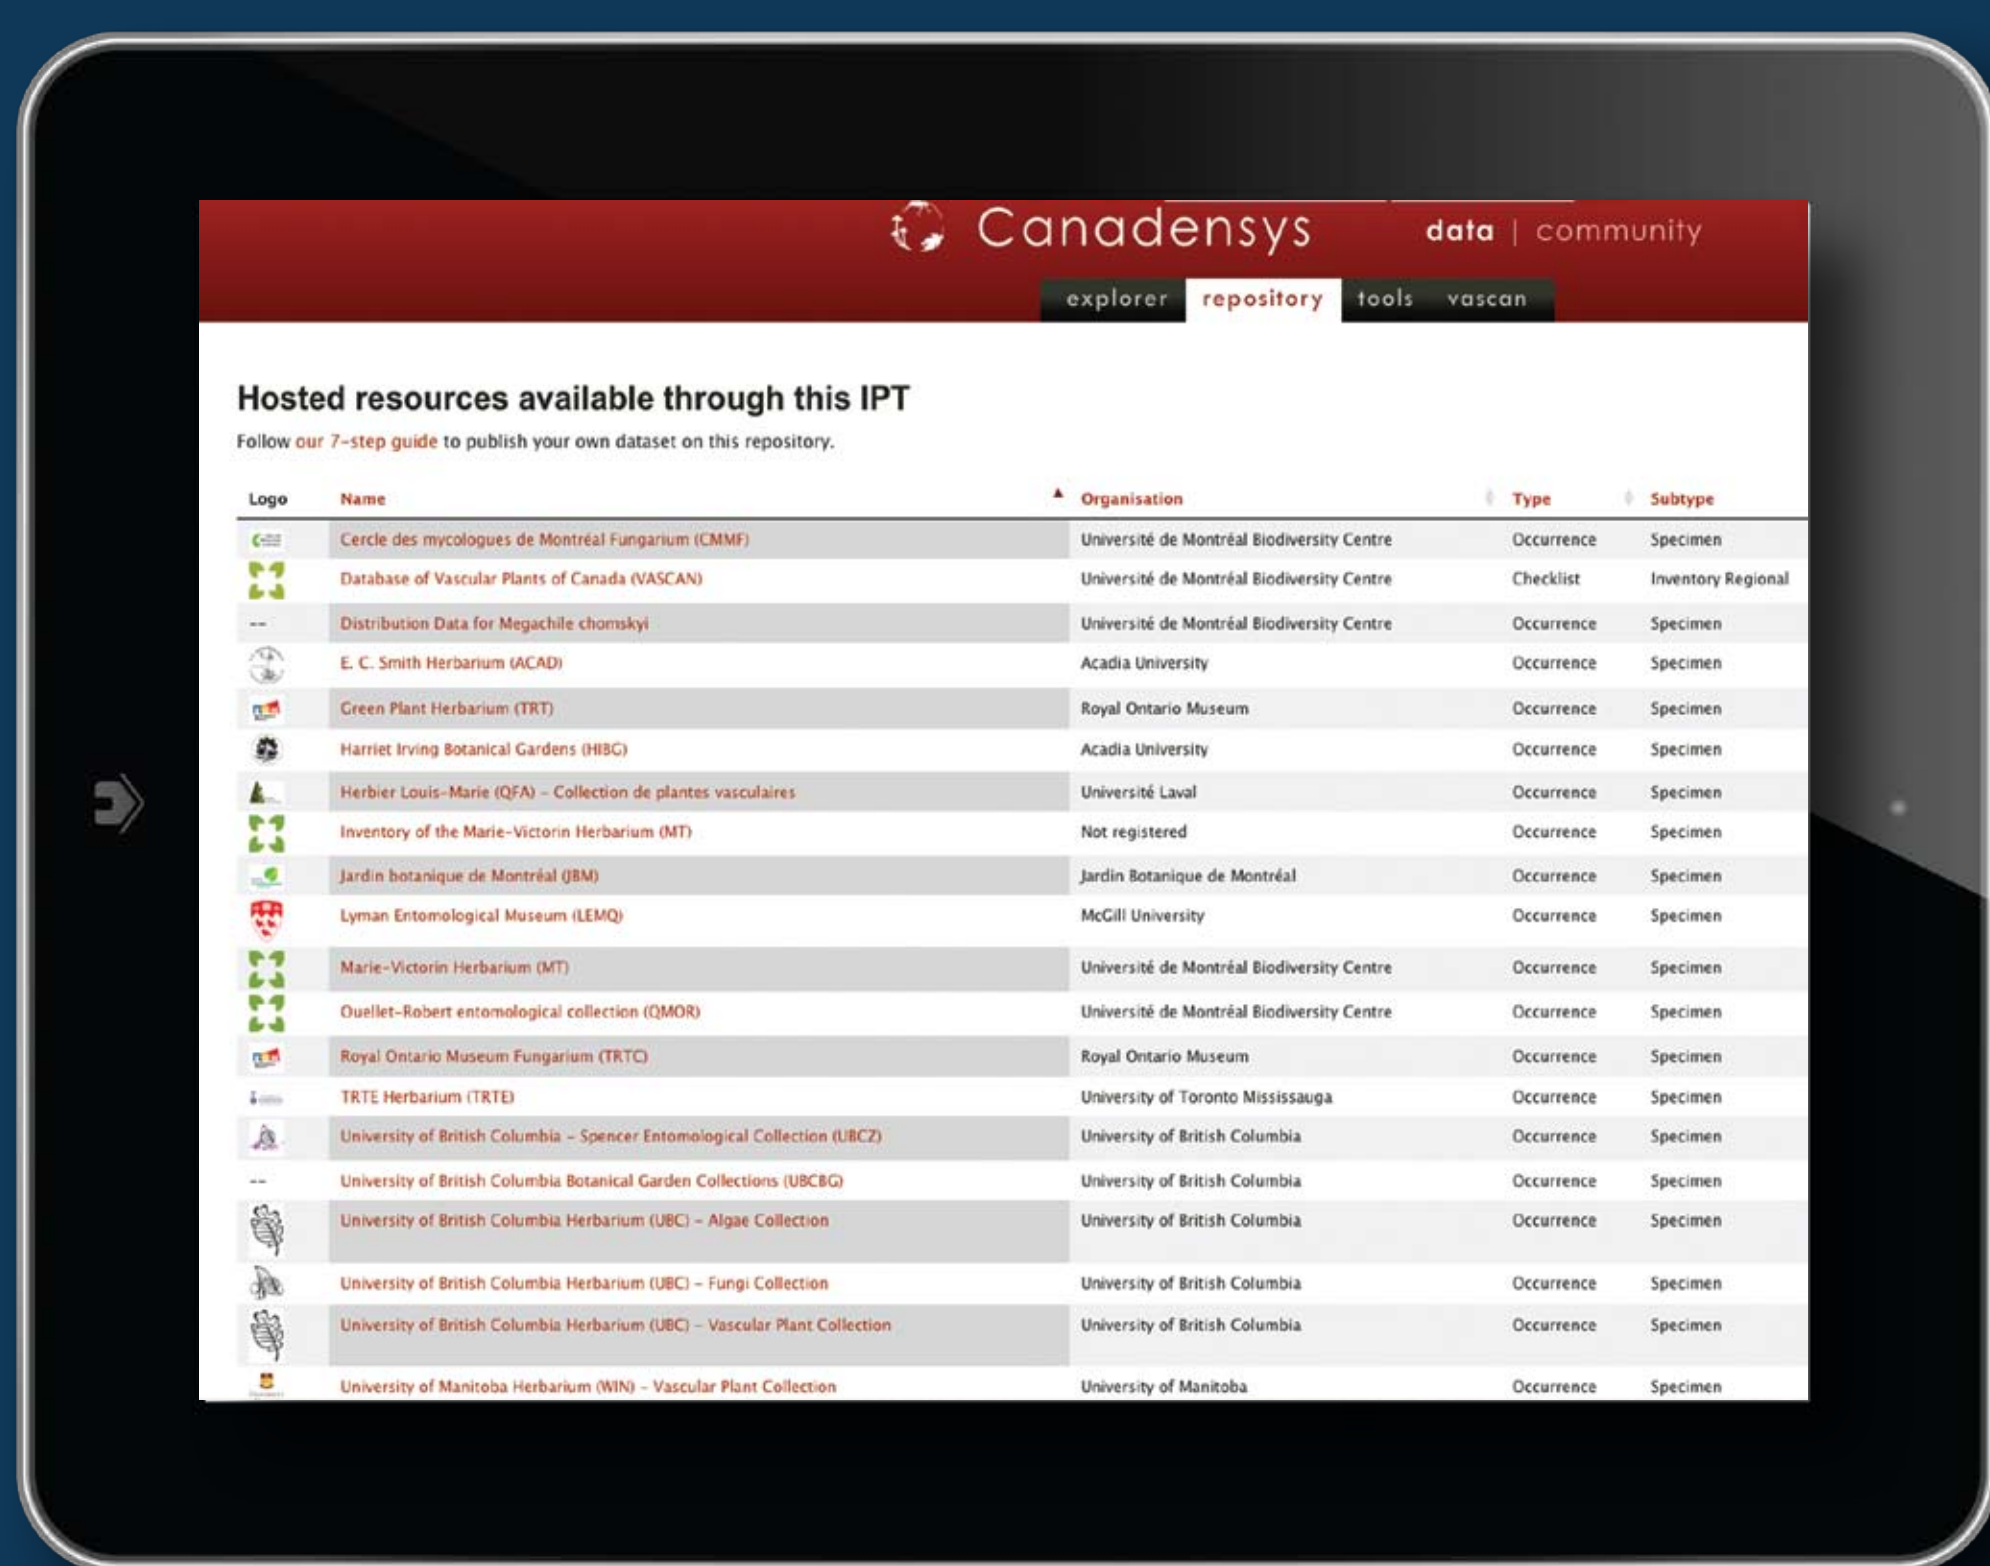 Canadensys data | community
explorer repository tools vascan
Hosted resources available through this IPT
Follow our 7-step guide to publish your own dataset on this repository.
Logo Name Organisation Type Subtype
Cercle des mycologues de Montréal Fungarium (CMMF) Université de Montréal Biodiversity Centre Occurrence Specimen
Database of Vascular Plants of Canada (VASCAN) Université de Montréal Biodiversity Centre Checklist Inventory Regional
-- Distribution Data for Megachile chomskyi Université de Montréal Biodiversity Centre Occurrence Specimen
E. C. Smith Herbarium (ACAD) Acadia University Occurrence Specimen
Green Plant Herbarium (TRT) Royal Ontario Museum Occurrence Specimen
Harriet Irving Botanical Gardens (HIBG) Acadia University Occurrence Specimen
Herbier Louis-Marie (QFA) - Collection de plantes vasculaires Université Laval Occurrence Specimen
Inventory of the Marie-Victorin Herbarium (MT) Not registered Occurrence Specimen
Jardin botanique de Montréal (JBM) Jardin Botanique de Montréal Occurrence Specimen
Lyman Entomological Museum (LEMQ) McGill University Occurrence Specimen
Marie-Victorin Herbarium (MT) Université de Montréal Biodiversity Centre Occurrence Specimen
Ouellet-Robert entomological collection (QMOR) Université de Montréal Biodiversity Centre Occurrence Specimen
Royal Ontario Museum Fungarium (TRTC) Royal Ontario Museum Occurrence Specimen
TRTE Herbarium (TRTE) University of Toronto Mississauga Occurrence Specimen
University of British Columbia - Spencer Entomological Collection (UBCZ) University of British Columbia Occurrence Specimen
-- University of British Columbia Botanical Garden Collections (UBCBG) University of British Columbia Occurrence Specimen
University of British Columbia Herbarium (UBC) - Algae Collection University of British Columbia Occurrence Specimen
University of British Columbia Herbarium (UBC) - Fungi Collection University of British Columbia Occurrence Specimen
University of British Columbia Herbarium (UBC) - Vascular Plant Collection University of British Columbia Occurrence Specimen
University of Manitoba Herbarium (WIN) - Vascular Plant Collection University of Manitoba Occurrence Specimen